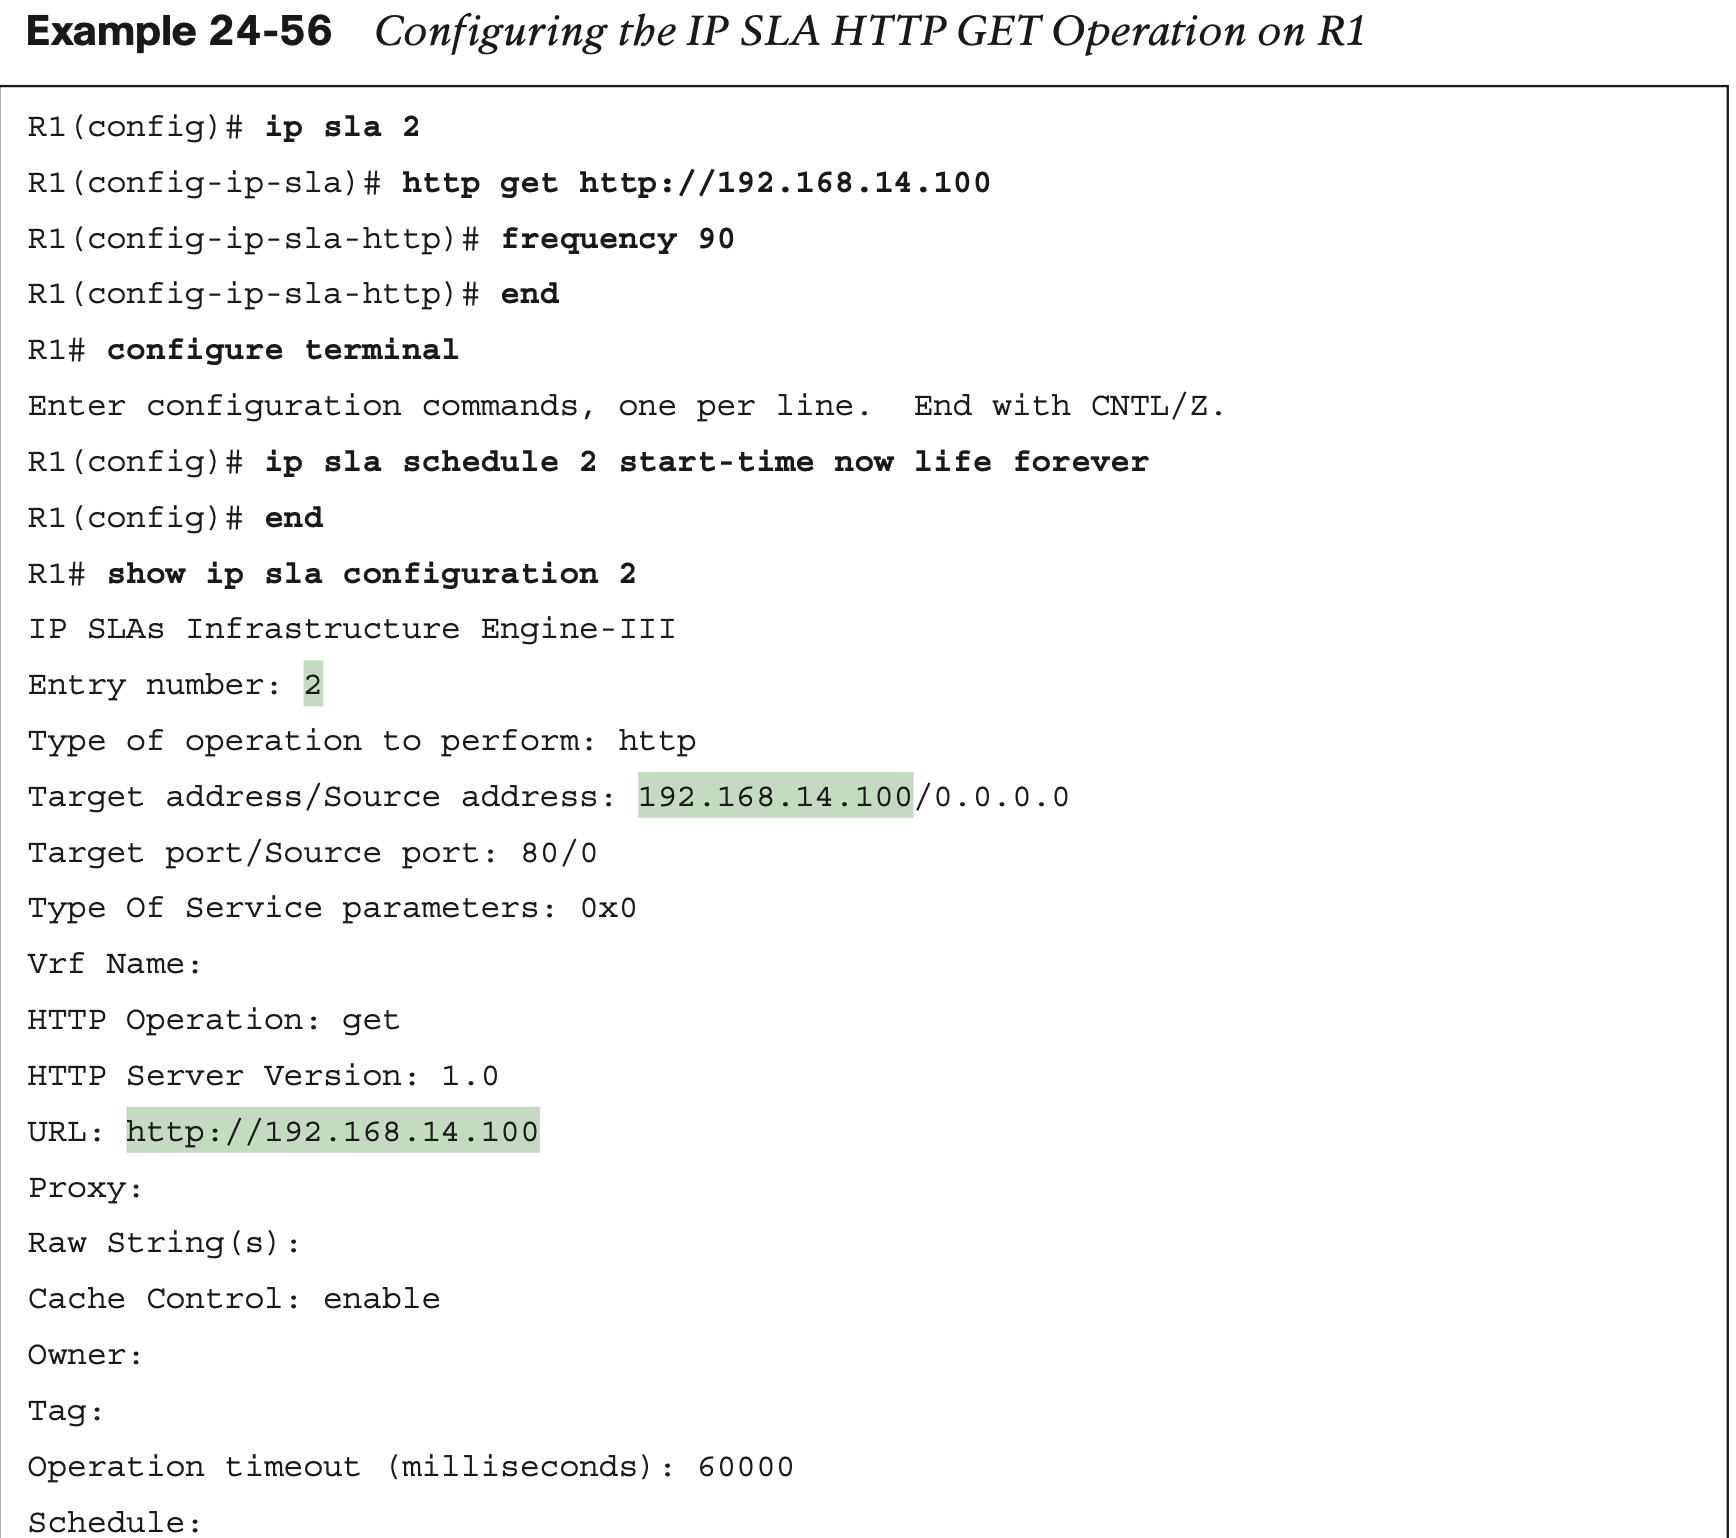 Example 24-56 Configuring the IP SLA HTTP GET Operation on R1
R1(config)# ip sla 2
R1(config-ip-sla)# http get http://192.168.14.100
R1(config-ip-sla-http)# frequency 90
R1(config-ip-sla-http)# end
R1# configure terminal
Enter configuration commands, one per line.  End with CNTL/Z.
R1(config)# ip sla schedule 2 start-time now life forever
R1(config)# end
R1# show ip sla configuration 2
IP SLAs Infrastructure Engine-III
Entry number: 2
Type of operation to perform: http
Target address/Source address: 192.168.14.100/0.0.0.0
Target port/Source port: 80/0
Type Of Service parameters: 0x0
Vrf Name:
HTTP Operation: get
HTTP Server Version: 1.0
URL: http://192.168.14.100
Proxy:
Raw String(s):
Cache Control: enable
Owner:
Tag:
Operation timeout (milliseconds): 60000
Schedule: